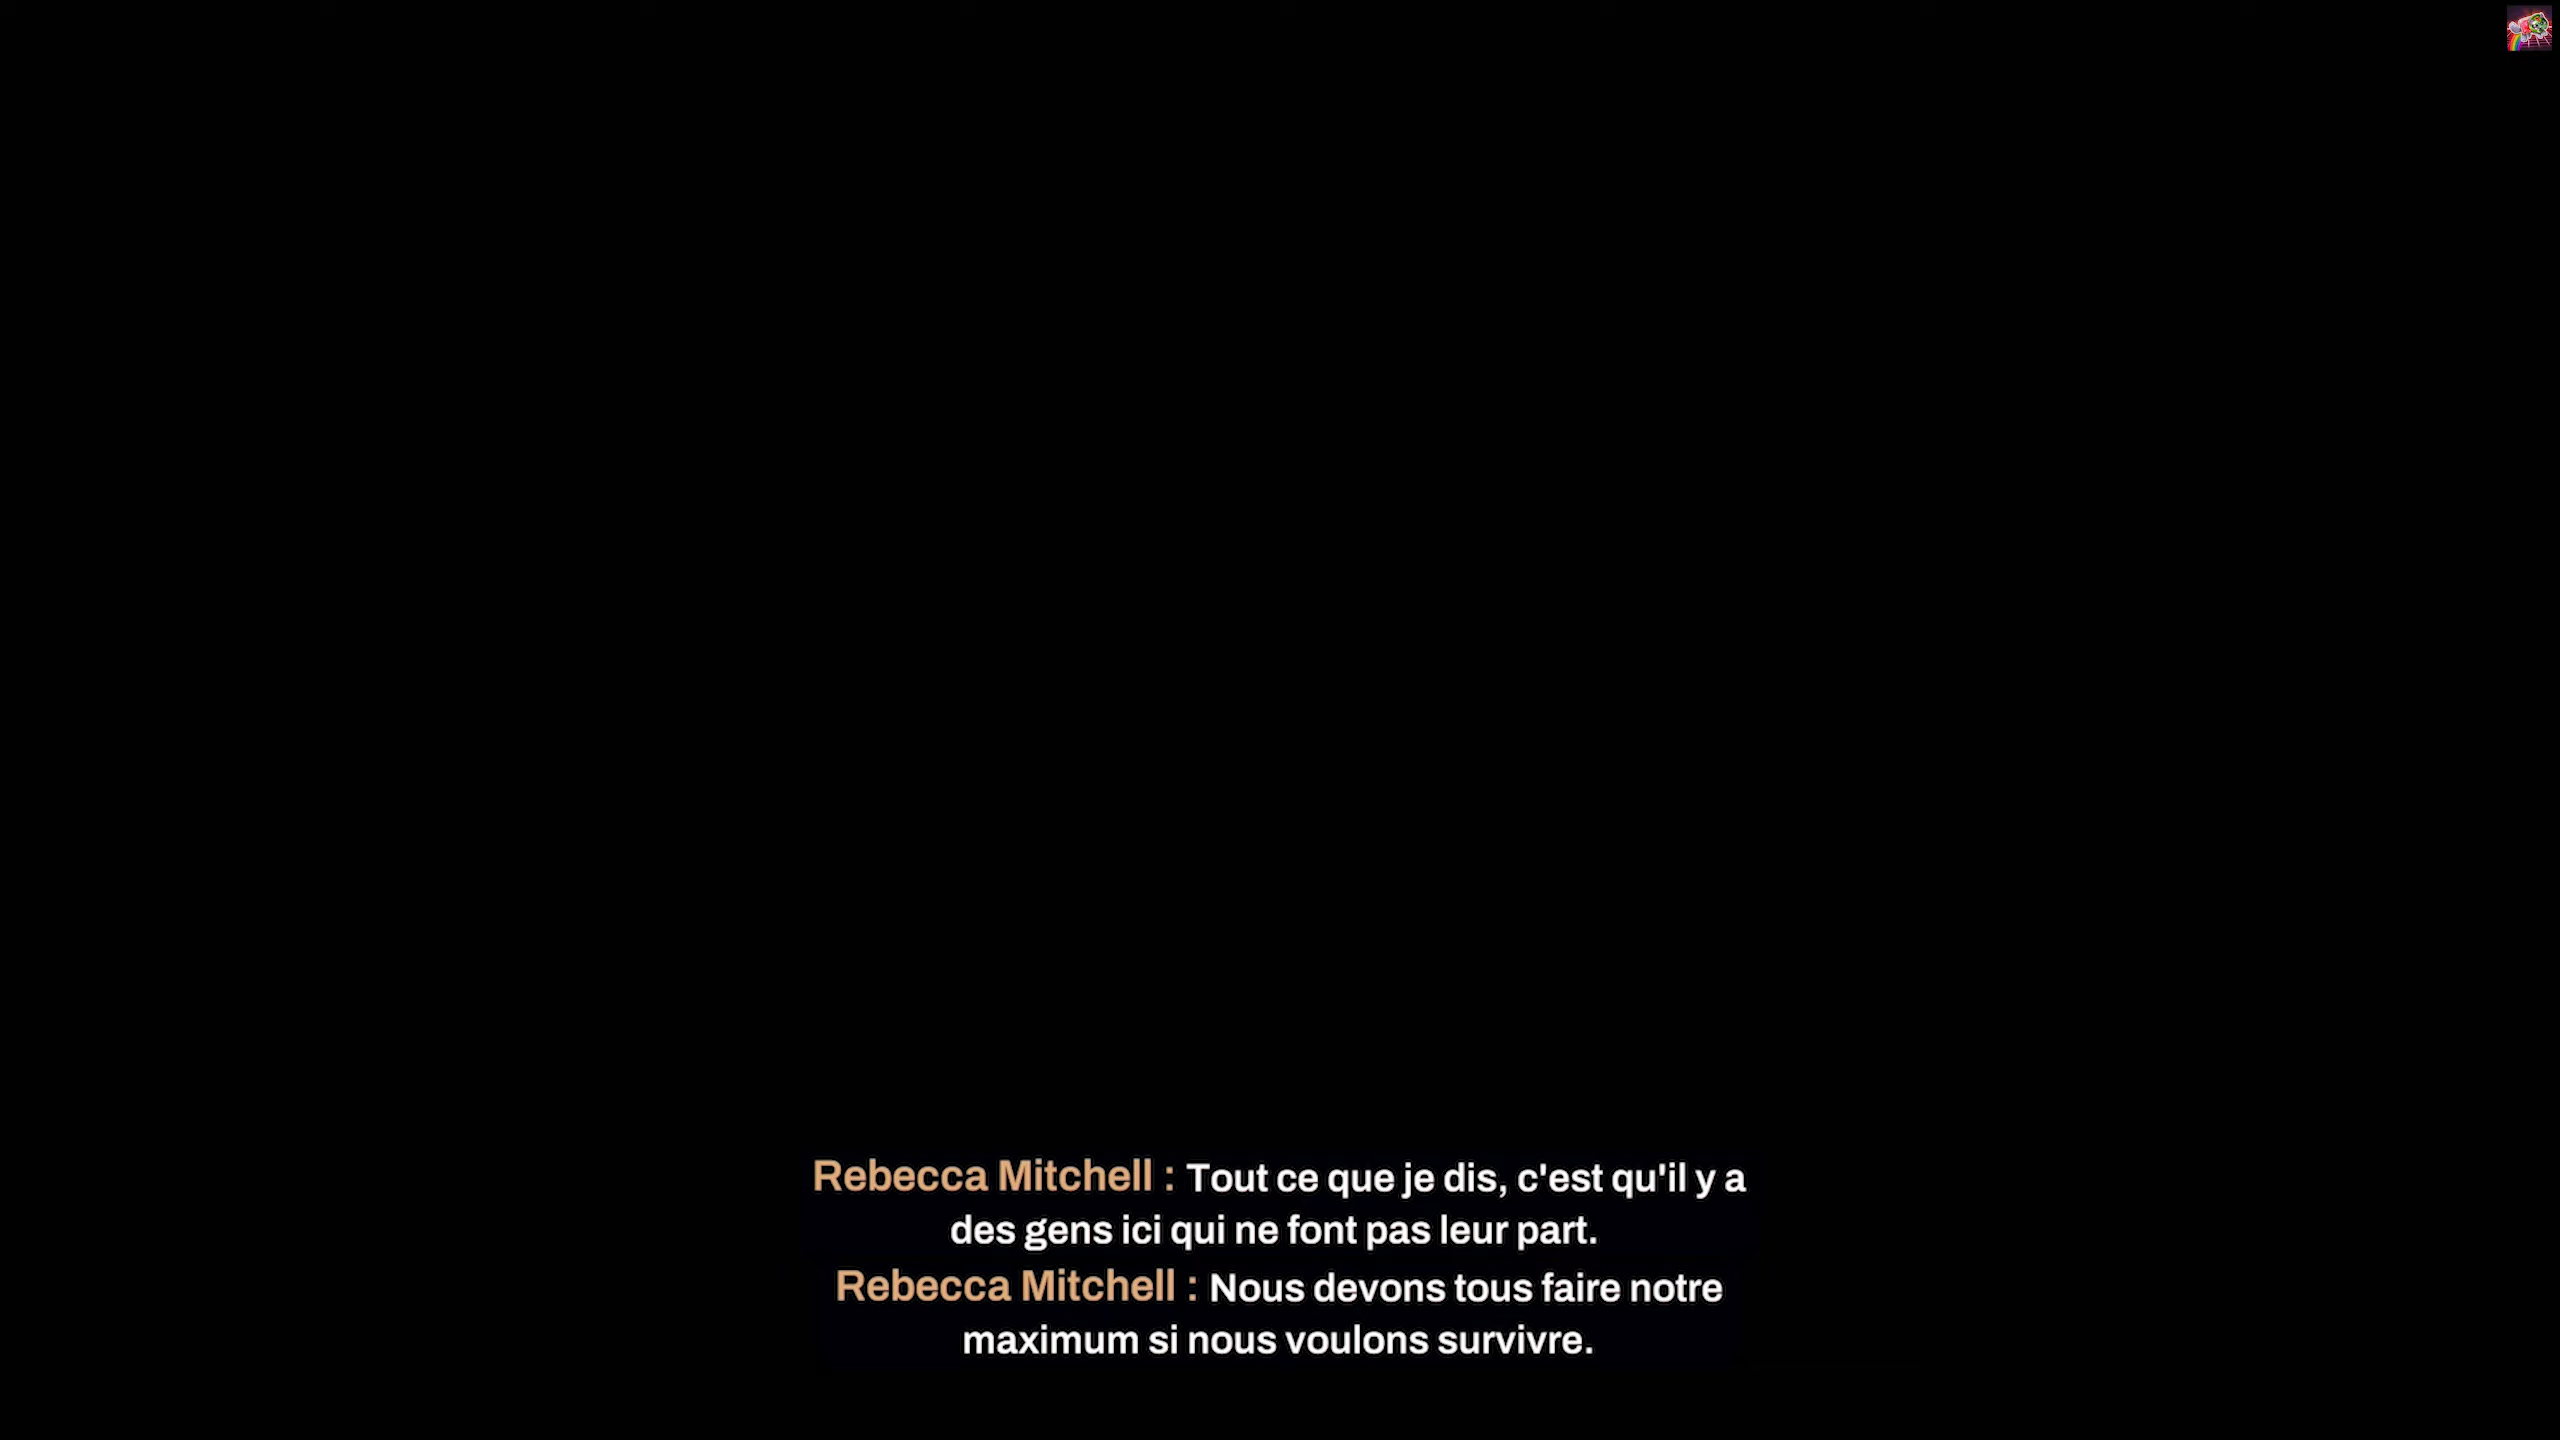 Rebecca Mitchell : Tout ce que je dis, c'est qu'il y a
des gens ici qui ne font pas leur part.
Rebecca Mitchell : Nous devons tous faire notre
maximum si nous voulons survivre.